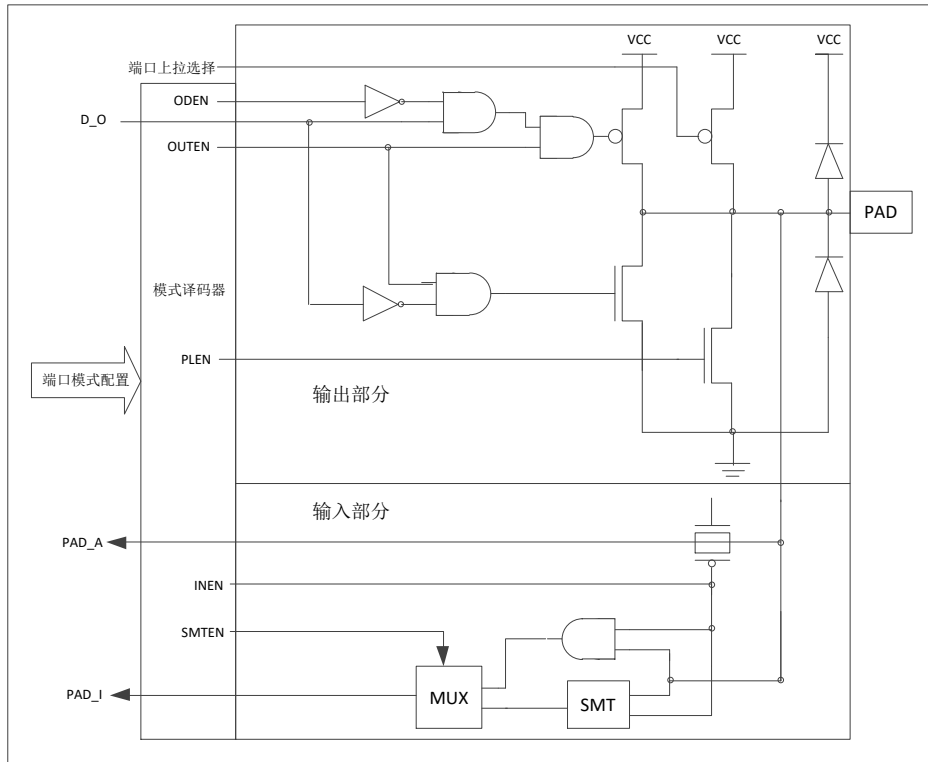 VCC
VCC
VCC
端口上拉选择
ODEN
D_O
OUTEN
PAD
模式译码器
PLEN
端口模式配置
输出部分
输入部分
PAD_A
INEN
SMTEN
PAD_I
MUX
SMT